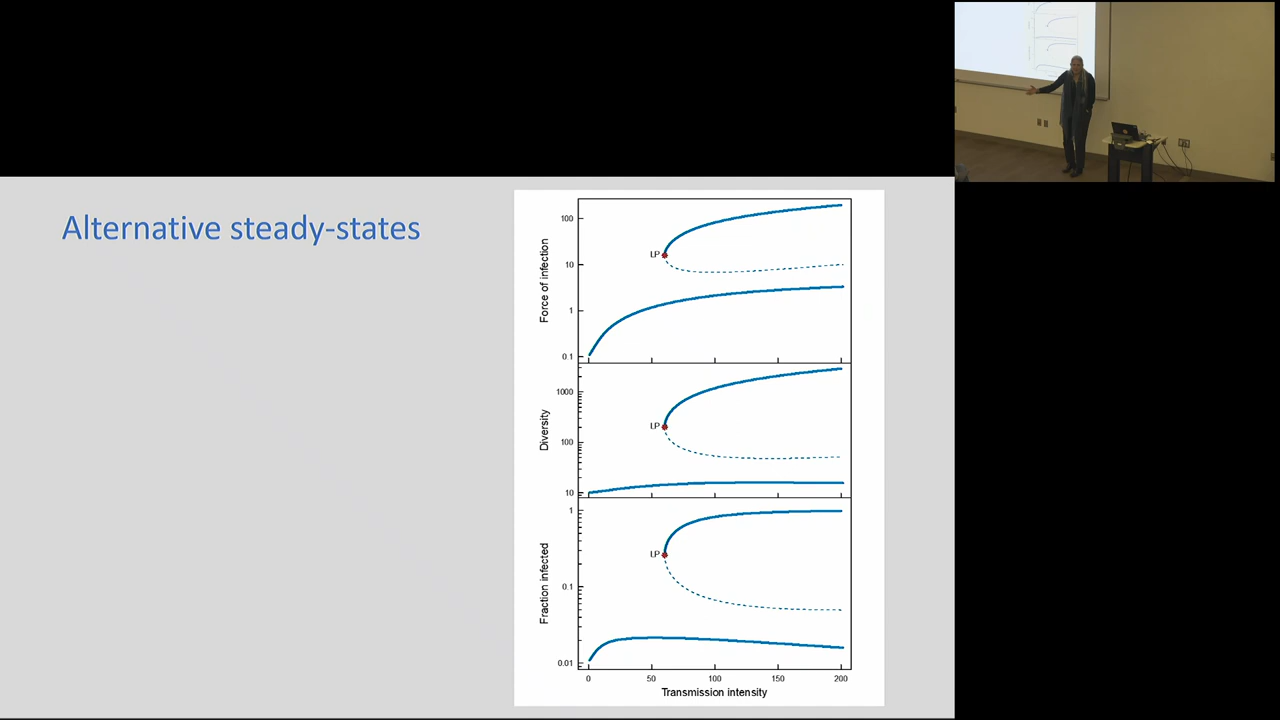 Alternative steady-states
Force of infection
100
10
1
0.1
LP
Diversity
1000
100
10
LP
Fraction infected
1
0.1
0.01
LP
0 50 100 150 200
Transmission intensity